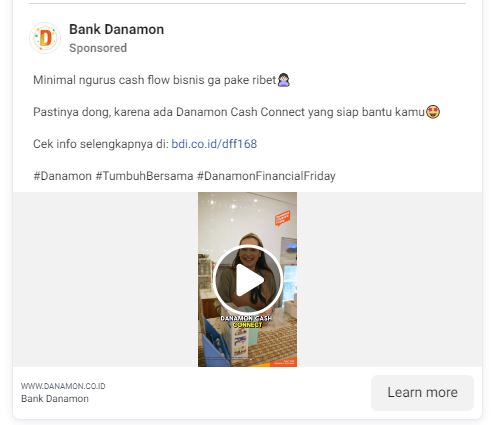 Bank Danamon
Sponsored
Minimal ngurus cash flow bisnis ga pake ribet🤦🏻‍♀️
Pastinya dong, karena ada Danamon Cash Connect yang siap bantu kamu🤩
Cek info selengkapnya di: bdi.co.id/dff168
#Danamon #TumbuhBersama #DanamonFinancialFriday
DANAMON CASH
CONNECT
WWW.DANAMON.CO.ID
Bank Danamon
Learn more